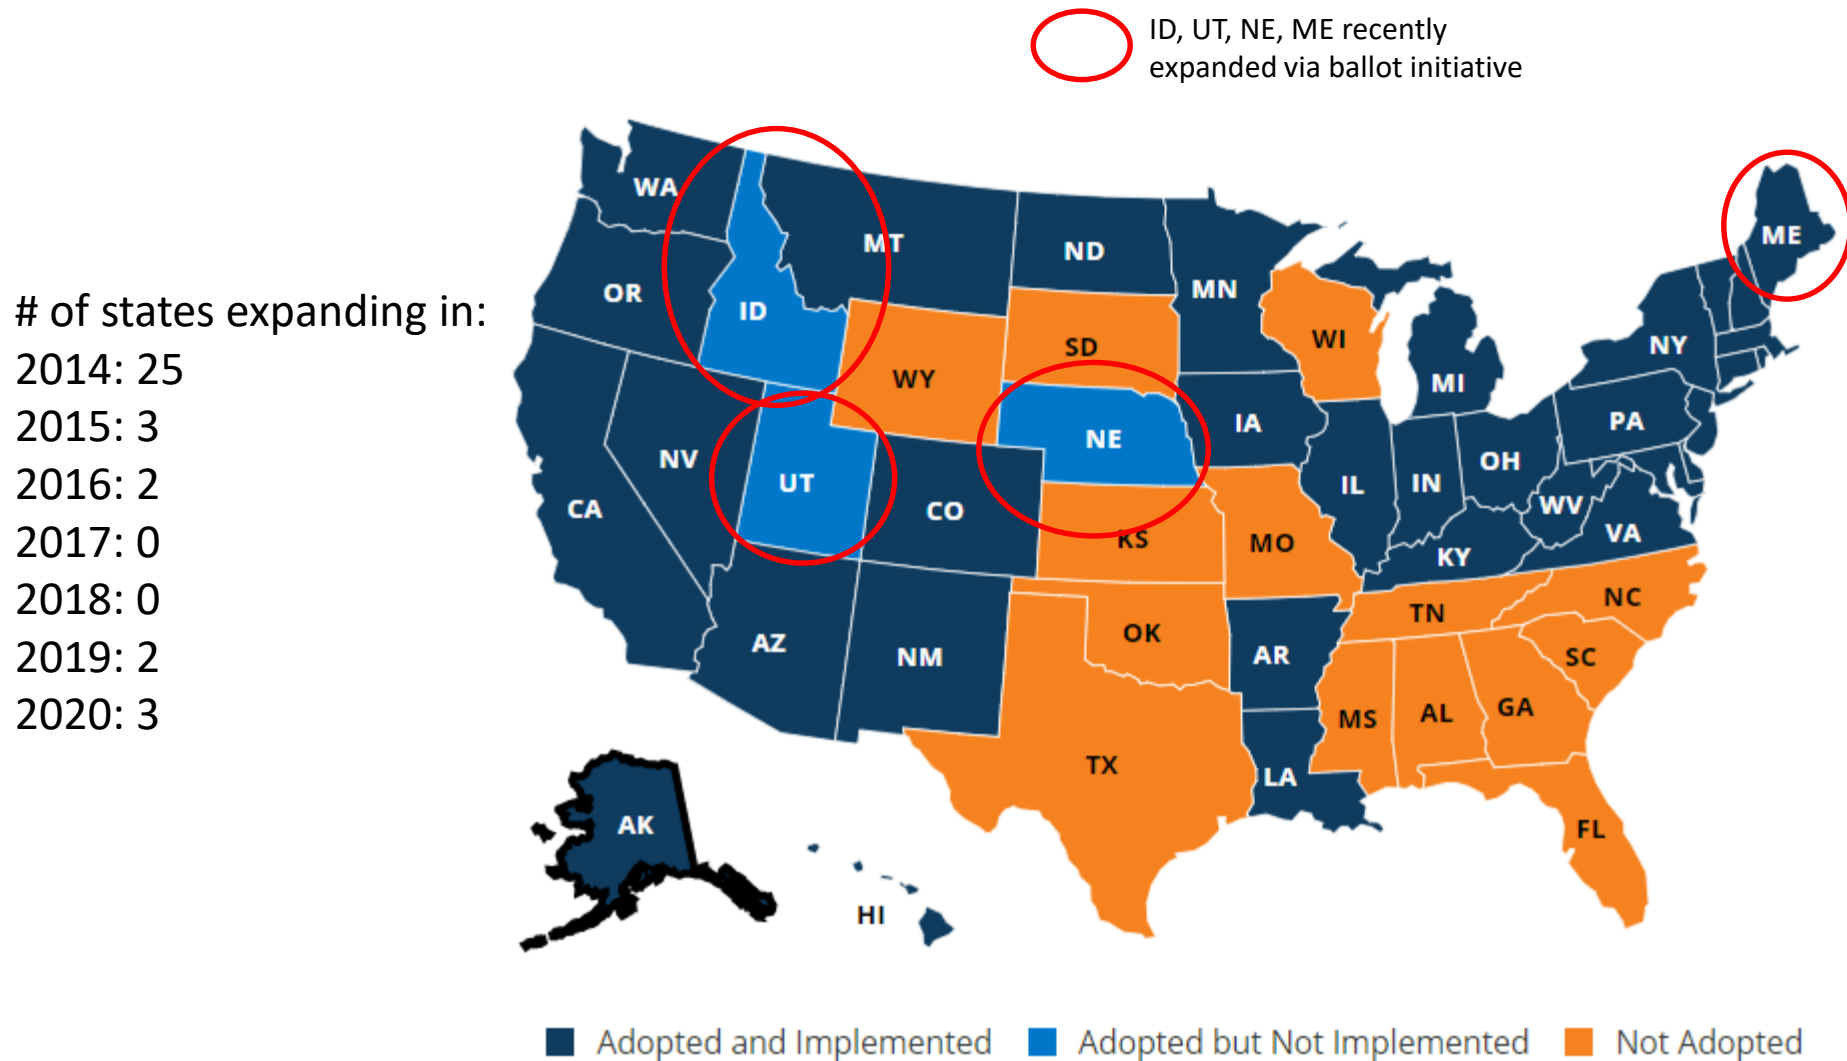 ID, UT, NE, ME recently
expanded via ballot initiative
# of states expanding in:
2014: 25
2015: 3
2016: 2
2017: 0
2018: 0
2019: 2
2020: 3
WA
MT
ND
MN
ME
OR
ID
SD
WI
NY
WY
MI
NE
IA
PA
NV
UT
CO
IL
IN
OH
WV
CA
KS
MO
KY
VA
AZ
NM
OK
AR
TN
NC
SC
MS
AL
GA
TX
LA
AK
FL
HI
Adopted and Implemented
Adopted but Not Implemented
Not Adopted